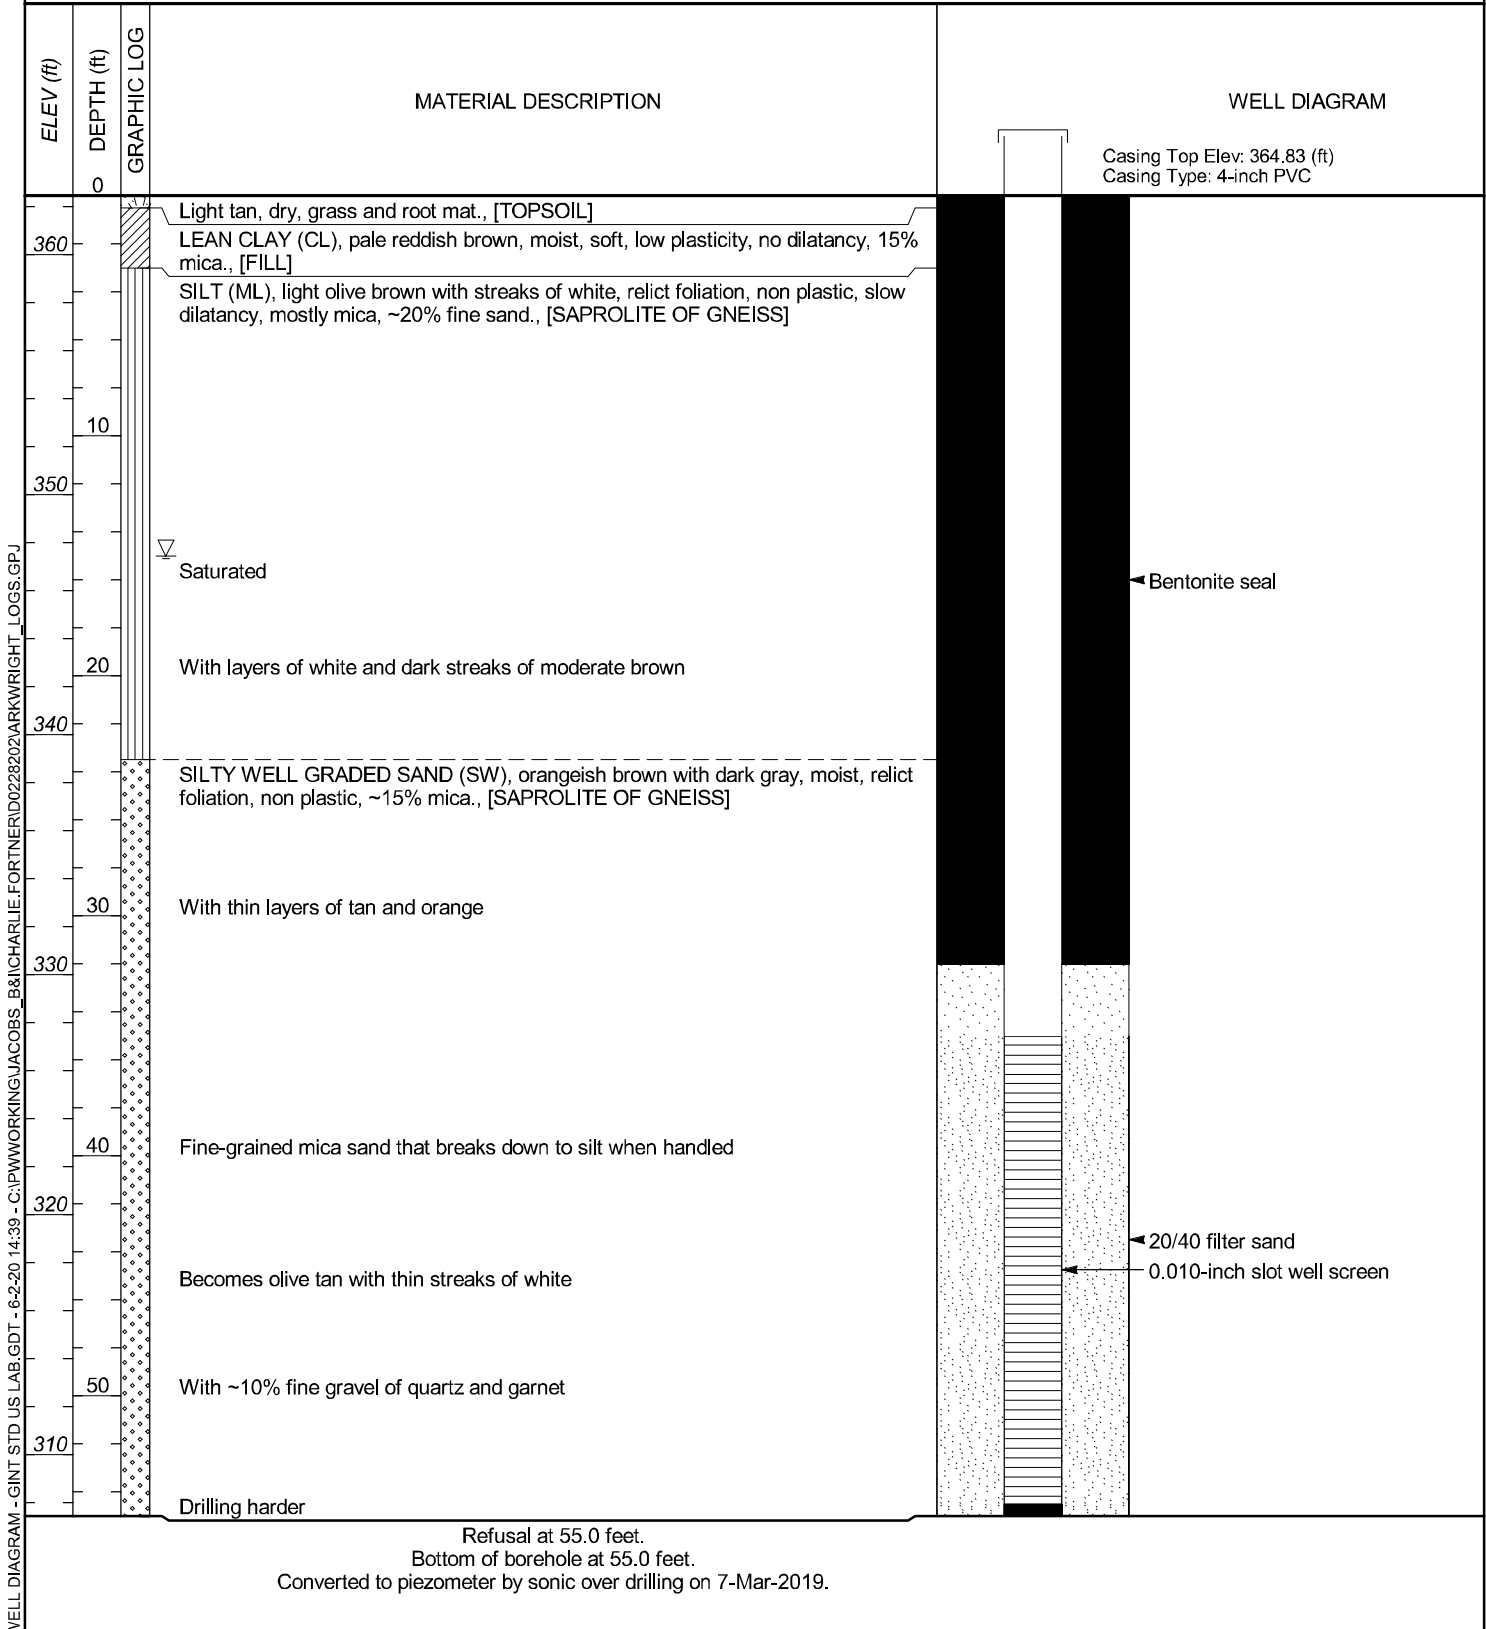 ELEV (ft)
DEPTH (ft)
GRAPHIC LOG
MATERIAL DESCRIPTION
WELL DIAGRAM
Casing Top Elev: 364.83 (ft)
Casing Type: 4-inch PVC
0
Light tan, dry, grass and root mat., [TOPSOIL]
360
LEAN CLAY (CL), pale reddish brown, moist, soft, low plasticity, no dilatancy, 15%
mica., [FILL]
SILT (ML), light olive brown with streaks of white, relict foliation, non plastic, slow
dilatancy, mostly mica, ~20% fine sand., [SAPROLITE OF GNEISS]
10
350
Saturated
Bentonite seal
20
With layers of white and dark streaks of moderate brown
340
SILTY WELL GRADED SAND (SW), orangeish brown with dark gray, moist, relict
foliation, non plastic, ~15% mica., [SAPROLITE OF GNEISS]
30
With thin layers of tan and orange
330
40
Fine-grained mica sand that breaks down to silt when handled
320
20/40 filter sand
0.010-inch slot well screen
Becomes olive tan with thin streaks of white
50
With ~10% fine gravel of quartz and garnet
310
Drilling harder
Refusal at 55.0 feet.
Bottom of borehole at 55.0 feet.
Converted to piezometer by sonic over drilling on 7-Mar-2019.
WELL DIAGRAM - GINT STD US LAB.GDT - 6-2-20 14:39 - C:\PWWORKING\JACOBS_B&I\CHARLIE.FORTNER\D0228202\ARKWRIGHT_LOGS.GPJ